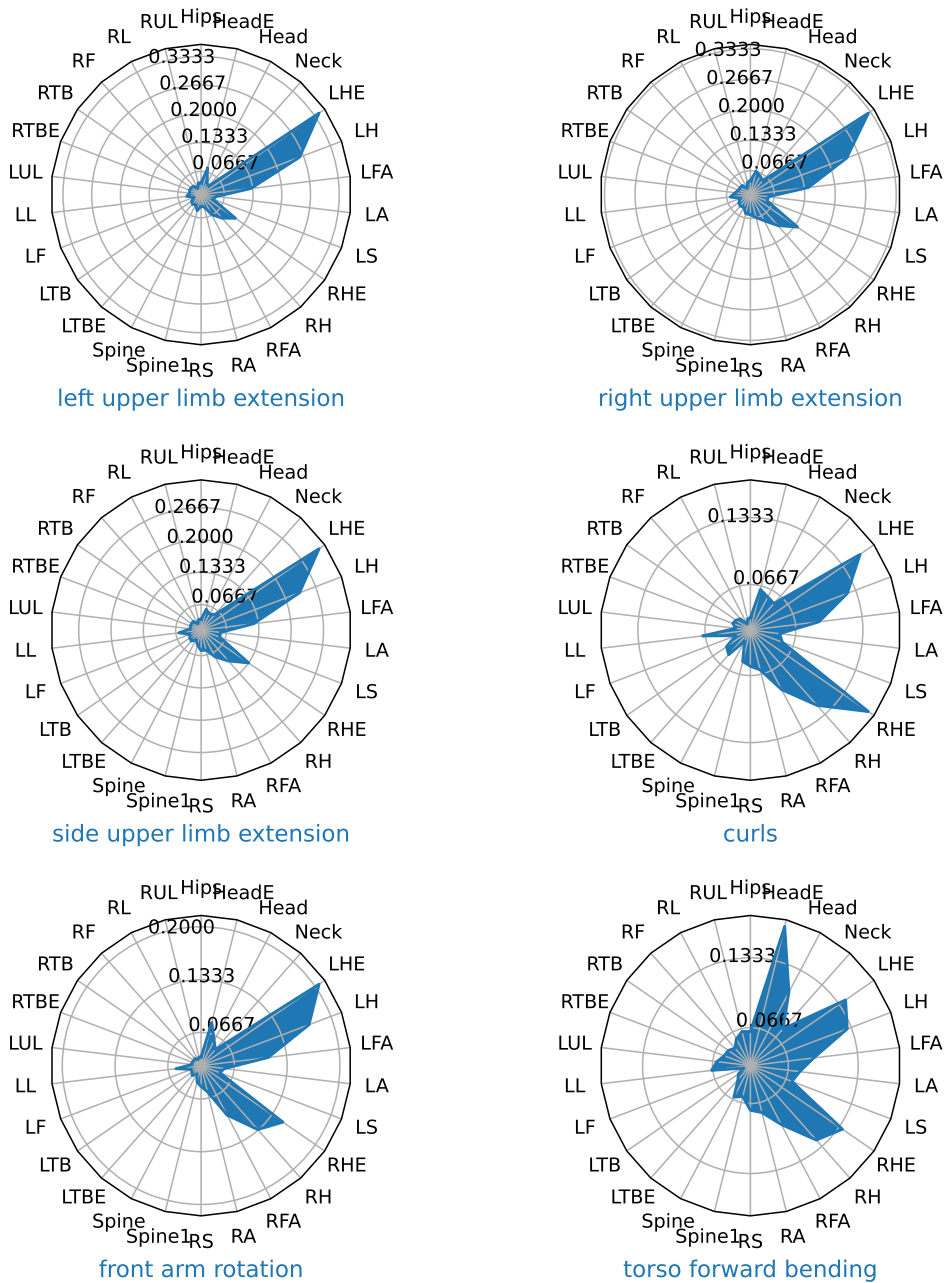 Hips
HeadE
Head
Neck
LHE
LH
LFA
LA
LS
RHE
RH
RFA
RA
RS
Spine1
Spine
LTBE
LTB
LF
LL
LUL
RTBE
RTB
RF
RL
RUL
0.3333
0.2667
0.2000
0.1333
0.0667
left upper limb extension
Hips
HeadE
Head
Neck
LHE
LH
LFA
LA
LS
RHE
RH
RFA
RA
RS
Spine1
Spine
LTBE
LTB
LF
LL
LUL
RTBE
RTB
RF
RL
RUL
0.3333
0.2667
0.2000
0.1333
0.0667
right upper limb extension
Hips
HeadE
Head
Neck
LHE
LH
LFA
LA
LS
RHE
RH
RFA
RA
RS
Spine1
Spine
LTBE
LTB
LF
LL
LUL
RTBE
RTB
RF
RL
RUL
0.2667
0.2000
0.1333
0.0667
side upper limb extension
Hips
HeadE
Head
Neck
LHE
LH
LFA
LA
LS
RHE
RH
RFA
RA
RS
Spine1
Spine
LTBE
LTB
LF
LL
LUL
RTBE
RTB
RF
RL
RUL
0.1333
0.0667
curls
Hips
HeadE
Head
Neck
LHE
LH
LFA
LA
LS
RHE
RH
RFA
RA
RS
Spine1
Spine
LTBE
LTB
LF
LL
LUL
RTBE
RTB
RF
RL
RUL
0.2000
0.1333
0.0667
front arm rotation
Hips
HeadE
Head
Neck
LHE
LH
LFA
LA
LS
RHE
RH
RFA
RA
RS
Spine1
Spine
LTBE
LTB
LF
LL
LUL
RTBE
RTB
RF
RL
RUL
0.1333
0.0667
torso forward bending